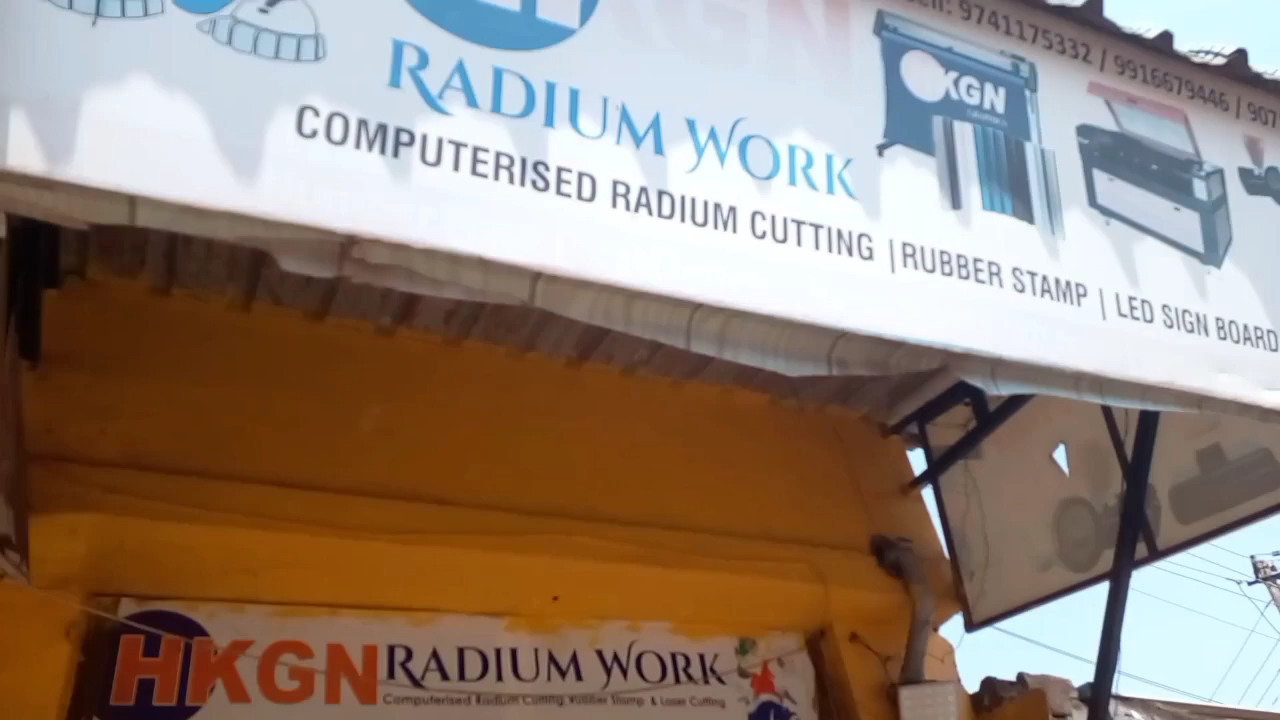 Cell: 9741175332 / 9916679446 / 907
RADIUM WORK
KGN
COMPUTERISED RADIUM CUTTING | RUBBER STAMP | LED SIGN BOARD
HKGN RADIUM WORK
Computerised Radium Cutting, Rubber Stamp & Laser Cutting